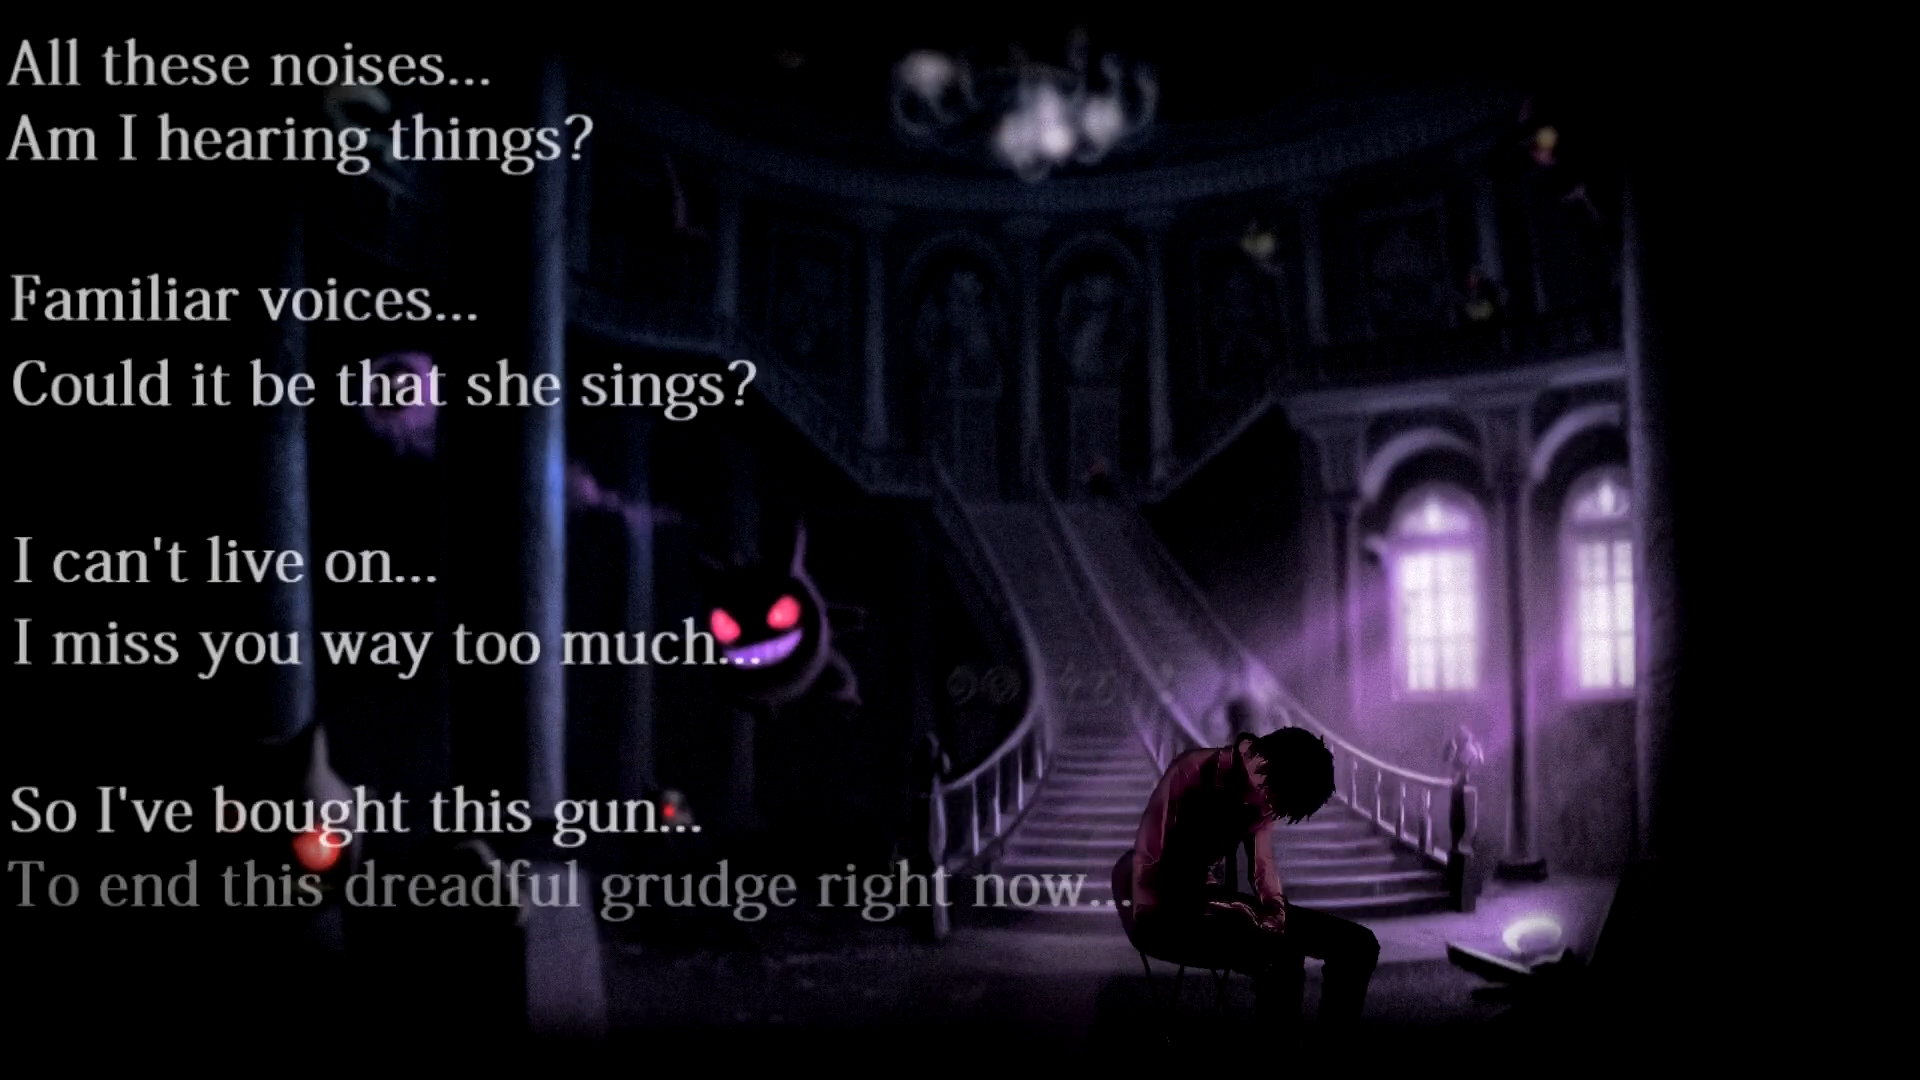 All these noises...
Am I hearing things?
Familiar voices...
Could it be that she sings?
I can't live on...
I miss you way too much...
So I've bought this gun...
To end this dreadful grudge right now...